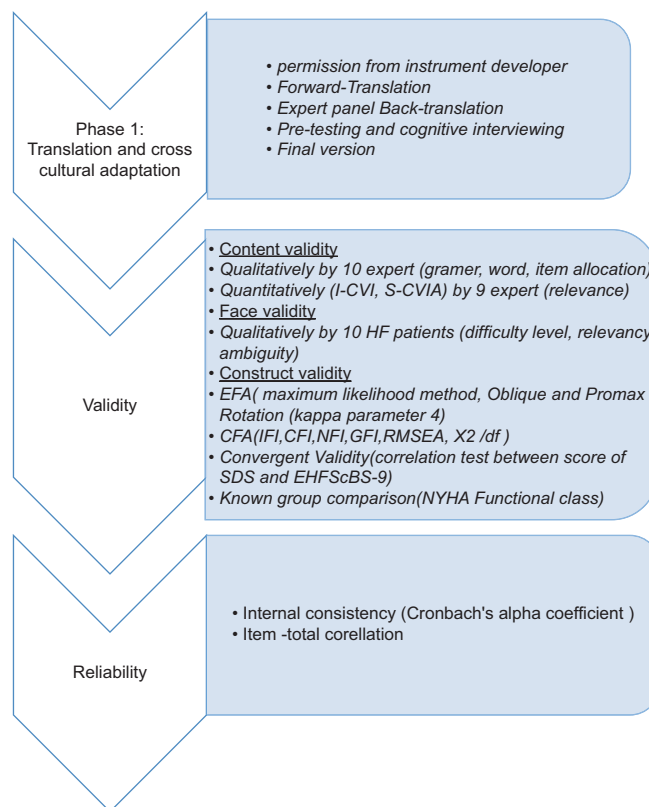 Phase 1:
Translation and cross
cultural adaptation
• permission from instrument developer
• Forward-Translation
• Expert panel Back-translation
• Pre-testing and cognitive interviewing
• Final version
Validity
• Content validity
• Qualitatively by 10 expert (gramer, word, item allocation)
• Quantitatively (I-CVI, S-CVIA) by 9 expert (relevance)
• Face validity
• Qualitatively by 10 HF patients (difficulty level, relevancy,
ambiguity)
• Construct validity
• EFA( maximum likelihood method, Oblique and Promax
Rotation (kappa parameter 4)
• CFA(IFI,CFI,NFI,GFI,RMSEA, X2 /df )
• Convergent Validity(correlation test between score of
SDS and EHFScBS-9)
• Known group comparison(NYHA Functional class)
Reliability
• Internal consistency (Cronbach's alpha coefficient )
• Item -total corellation